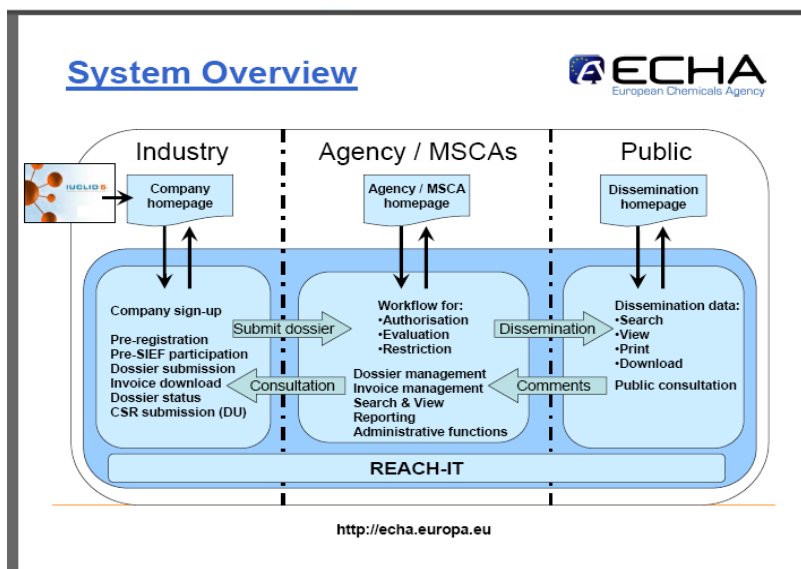 System Overview
ECHA
European Chemicals Agency
Industry
Agency / MSCAs
Public
IUCLID 5
Company
homepage
Agency / MSCA
homepage
Dissemination
homepage
Company sign-up
Pre-registration
Pre-SIEF participation
Dossier submission
Invoice download
Dossier status
CSR submission (DU)
Submit dossier
Consultation
Workflow for:
•Authorisation
•Evaluation
•Restriction
Dossier management
Invoice management
Search & View
Reporting
Administrative functions
Dissemination
Comments
Dissemination data:
•Search
•View
•Print
•Download
Public consultation
REACH-IT
http://echa.europa.eu